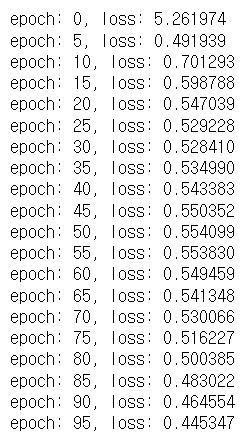 epoch: 0, loss: 5.261974
epoch: 5, loss: 0.491939
epoch: 10, loss: 0.701293
epoch: 15, loss: 0.598788
epoch: 20, loss: 0.547039
epoch: 25, loss: 0.529228
epoch: 30, loss: 0.528410
epoch: 35, loss: 0.534990
epoch: 40, loss: 0.543383
epoch: 45, loss: 0.550352
epoch: 50, loss: 0.554099
epoch: 55, loss: 0.553830
epoch: 60, loss: 0.549459
epoch: 65, loss: 0.541348
epoch: 70, loss: 0.530066
epoch: 75, loss: 0.516227
epoch: 80, loss: 0.500385
epoch: 85, loss: 0.483022
epoch: 90, loss: 0.464554
epoch: 95, loss: 0.445347